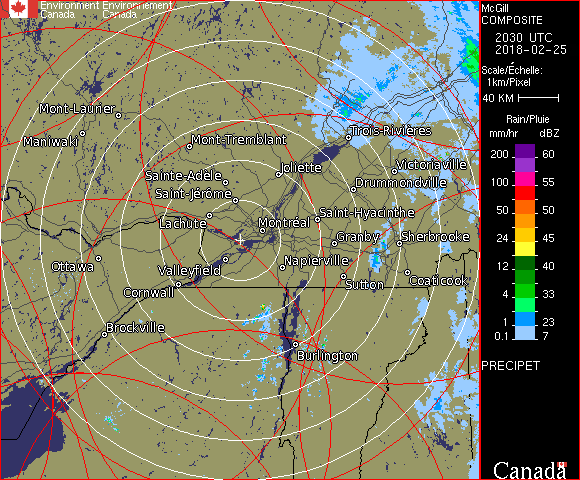 Environment Environnement
Canada Canada
Mont-Laurier
Maniwaki
Mont-Tremblant
Trois-Rivières
Joliette
Victoriaville
Sainte-Adèle
Drummondville
Saint-Jérôme
Lachute
Saint-Hyacinthe
Montréal
Granby
Sherbrooke
Ottawa
Valleyfield
Napierville
Sutton
Coaticook
Cornwall
Brockville
Burlington
McGill
COMPOSITE
2030 UTC
2018-02-25
Scale/Échelle:
1km/Pixel
40 KM
Rain/Pluie
mm/hr dBZ
200 60
100 55
50 50
24 45
12 40
4 33
1 23
0.1 7
PRECIPET
Canada